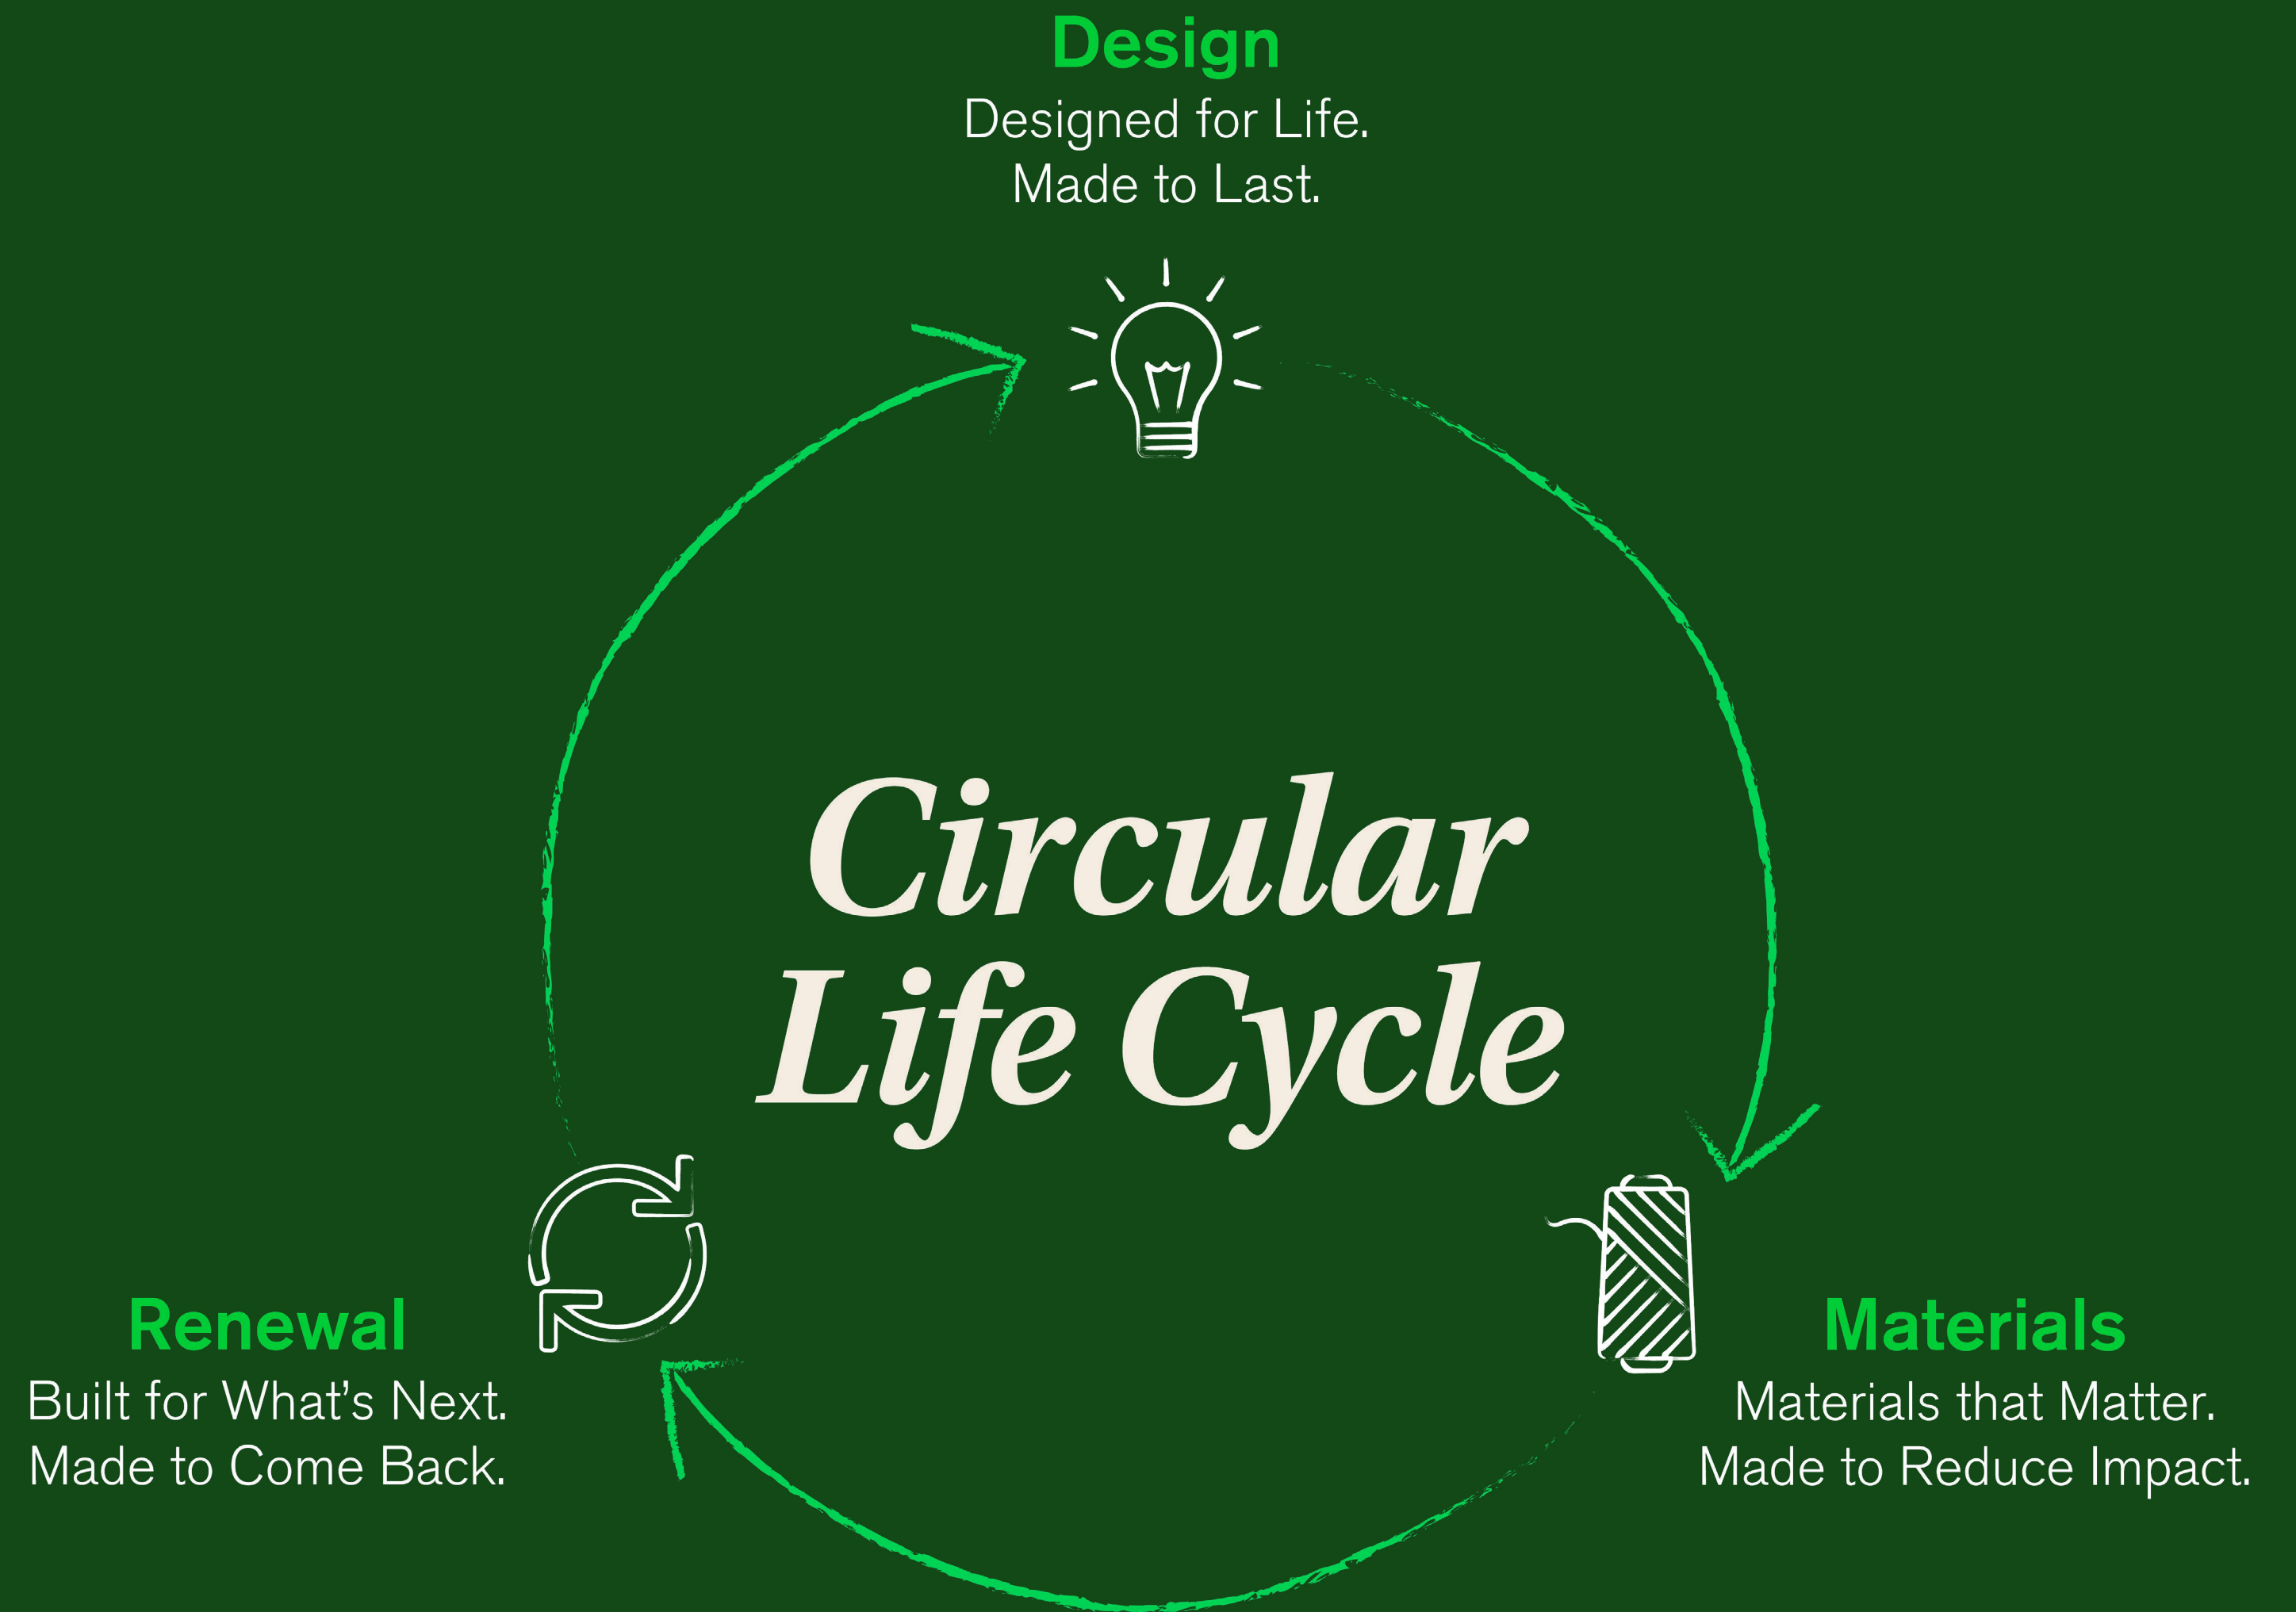 Design
Designed for Life.
Made to Last.
Circular
Life Cycle
Renewal
Built for What’s Next.
Made to Come Back.
Materials
Materials that Matter.
Made to Reduce Impact.